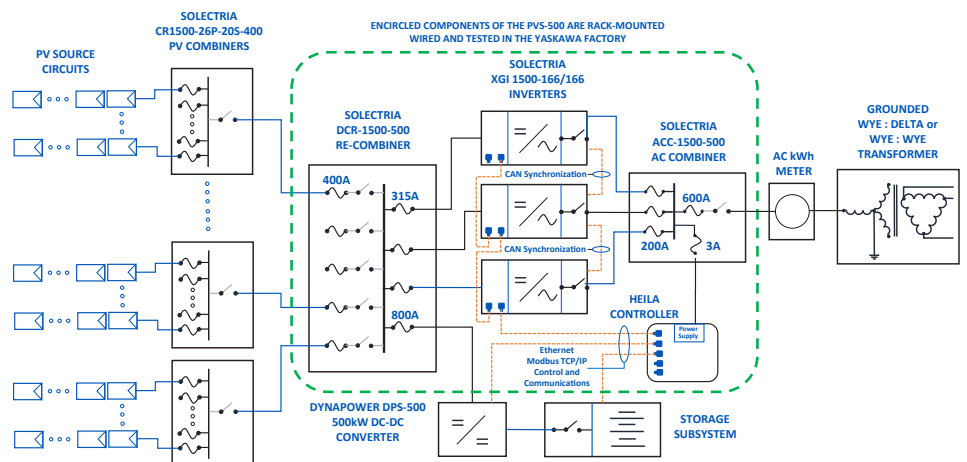 ENCIRCLED COMPONENTS OF THE PVS-500 ARE RACK-MOUNTED
WIRED AND TESTED IN THE YASKAWA FACTORY
SOLECTRIA
CR1500-26P-20S-400
PV COMBINERS
PV SOURCE
CIRCUITS
SOLECTRIA
DCR-1500-500
RE-COMBINER
400A
315A
800A
SOLECTRIA
XGI 1500-166/166
INVERTERS
CAN Synchronization
CAN Synchronization
SOLECTRIA
ACC-1500-500
AC COMBINER
600A
200A
3A
AC kWh
METER
GROUNDED
WYE : DELTA or
WYE : WYE
TRANSFORMER
HEILA
CONTROLLER
Power
Supply
Ethernet
Modbus TCP/IP
Control and
Communications
DYNAPOWER DPS-500
500kW DC-DC
CONVERTER
STORAGE
SUBSYSTEM